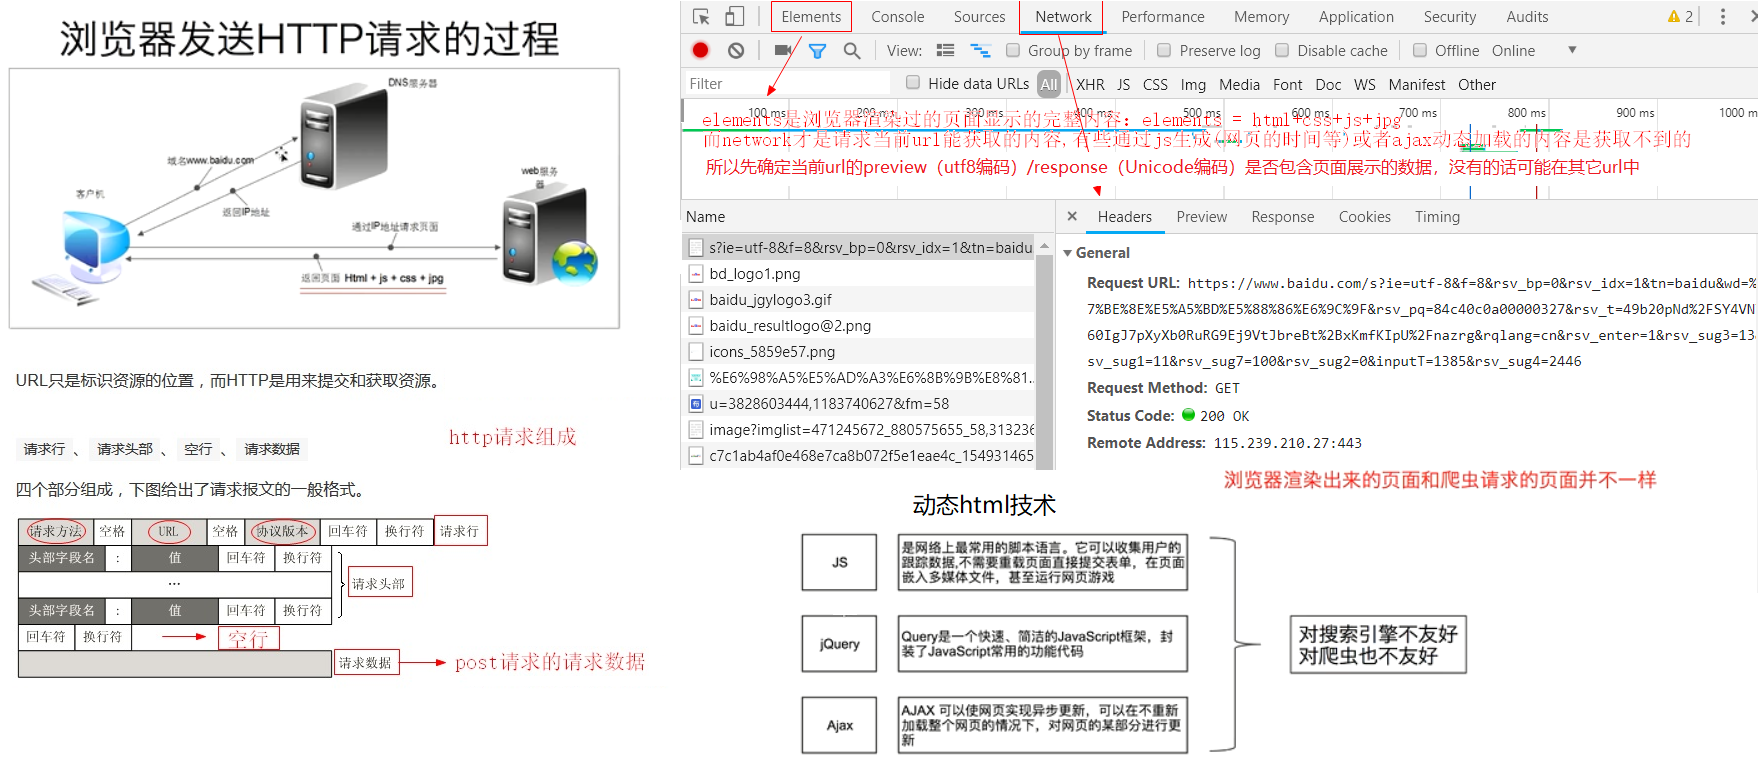 浏览器发送HTTP请求的过程
DNS服务器
域名www.baidu.com
web服务器
客户机
返回IP地址
通过IP地址请求页面
返回页面 Html + js + css + jpg
URL只是标识资源的位置，而HTTP是用来提交和获取资源。
http请求组成
请求行 、 请求头部 、 空行 、 请求数据
四个部分组成，下图给出了请求报文的一般格式。
请求方法 空格 URL 空格 协议版本 回车符 换行符 请求行
头部字段名 : 值 回车符 换行符
... 请求头部
头部字段名 : 值 回车符 换行符
回车符 换行符 空行
请求数据 post请求的请求数据
Elements Console Sources Network Performance Memory Application Security Audits 2
View: Group by frame Preserve log Disable cache Offline Online
Filter Hide data URLs All XHR JS CSS Img Media Font Doc WS Manifest Other
100 ms 200 ms 300 ms 400 ms 500 ms 600 ms 700 ms 800 ms 900 ms 1000 m
elements是浏览器渲染过的页面显示的完整内容：elements = html+css+js+jpg
而network才是请求当前url能获取的内容,有些通过js生成(网页的时间等)或者ajax动态加载的内容是获取不到的
所以先确定当前url的preview（utf8编码）/response（Unicode编码）是否包含页面展示的数据，没有的话可能在其它url中
Name
s?ie=utf-8&f=8&rsv_bp=0&rsv_idx=1&tn=baidu
bd_logo1.png
baidu_jgylogo3.gif
baidu_resultlogo@2.png
icons_5859e57.png
%E6%98%A5%E5%AD%A3%E6%8B%9B%E8%81...
u=3828603444,1183740627&fm=58
image?imglist=471245672_880575655_58,313236
c7c1ab4af0e468e7ca8b072f5e1eae4c_154931465
× Headers Preview Response Cookies Timing
General
Request URL: https://www.baidu.com/s?ie=utf-8&f=8&rsv_bp=0&rsv_idx=1&tn=baidu&wd=%
7%BE%8E%E5%A5%BD%E5%88%86%E6%9C%9F&rsv_pq=84c40c0a00000327&rsv_t=49b20pNd%2FSY4VN
60IgJ7pXyXb0RuRG9Ej9VtJbreBt%2BxKmfKIpU%2Fnazrg&rqlang=cn&rsv_enter=1&rsv_sug3=13
sv_sug1=11&rsv_sug7=100&rsv_sug2=0&inputT=1385&rsv_sug4=2446
Request Method: GET
Status Code: 200 OK
Remote Address: 115.239.210.27:443
浏览器渲染出来的页面和爬虫请求的页面并不一样
动态html技术
JS
是网络上最常用的脚本语言。它可以收集用户的
跟踪数据,不需要重载页面直接提交表单，在页面
嵌入多媒体文件，甚至运行网页游戏
jQuery
Query是一个快速、简洁的JavaScript框架，封
装了JavaScript常用的功能代码
Ajax
AJAX 可以使网页实现异步更新，可以在不重新
加载整个网页的情况下，对网页的某部分进行更
新
对搜索引擎不友好
对爬虫也不友好